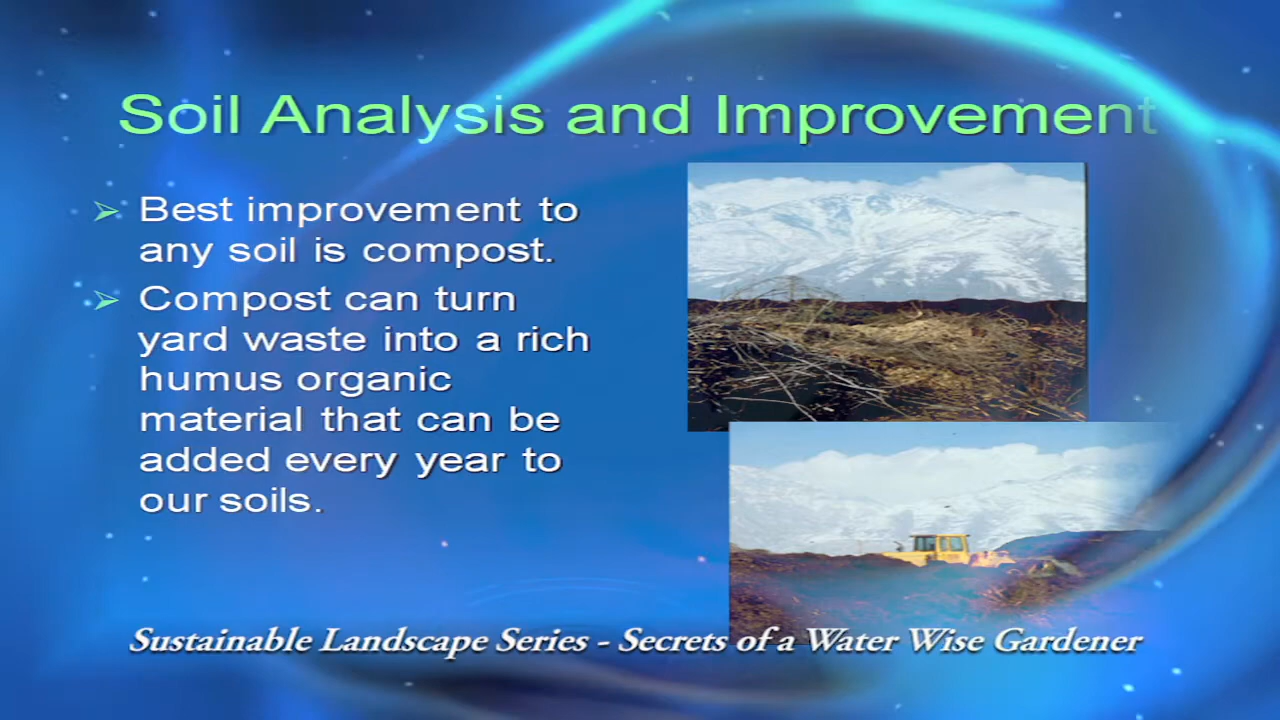 Soil Analysis and Improvement
Best improvement to
any soil is compost.
Compost can turn
yard waste into a rich
humus organic
material that can be
added every year to
our soils.
Sustainable Landscape Series - Secrets of a Water Wise Gardener